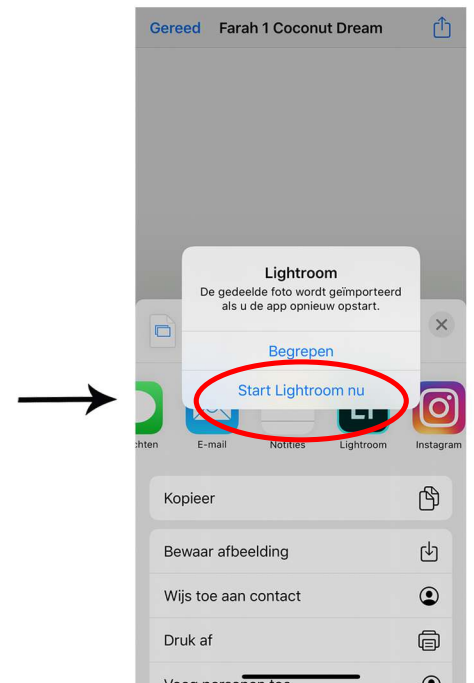 Gereed Farah 1 Coconut Dream
Lightroom
De gedeelde foto wordt geïmporteerd
als u de app opnieuw opstart.
Begrepen
Start Lightroom nu
chten E-mail Notities Lightroom Instagram
Kopieer
Bewaar afbeelding
Wijs toe aan contact
Druk af